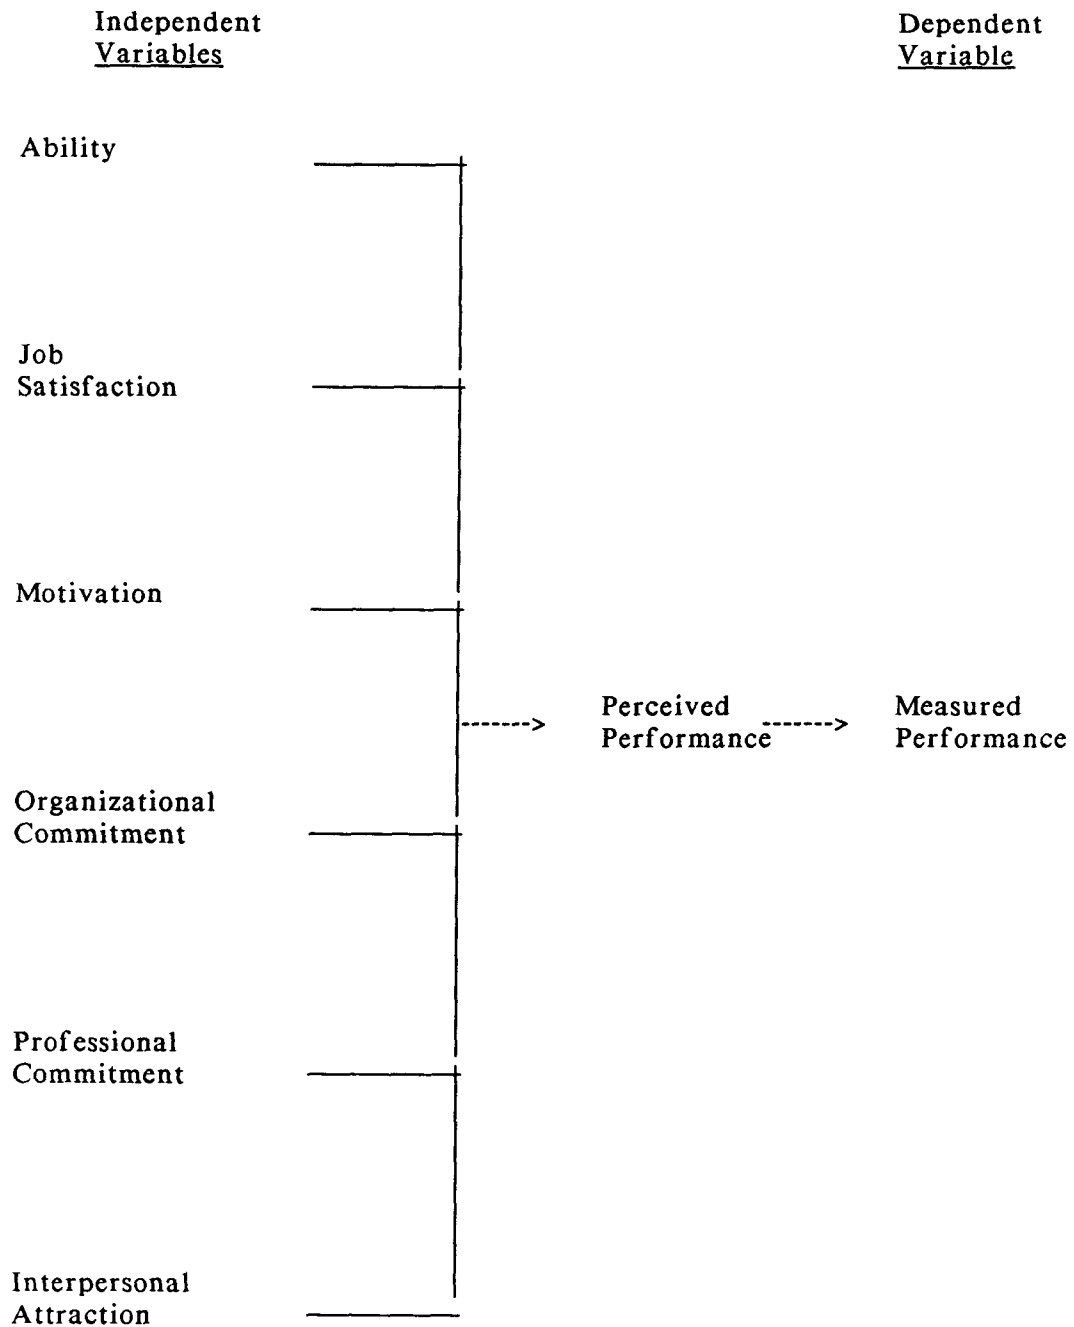 Independent
Variables
Dependent
Variable
Ability
Job
Satisfaction
Motivation
Perceived
Performance
Measured
Performance
Organizational
Commitment
Professional
Commitment
Interpersonal
Attraction